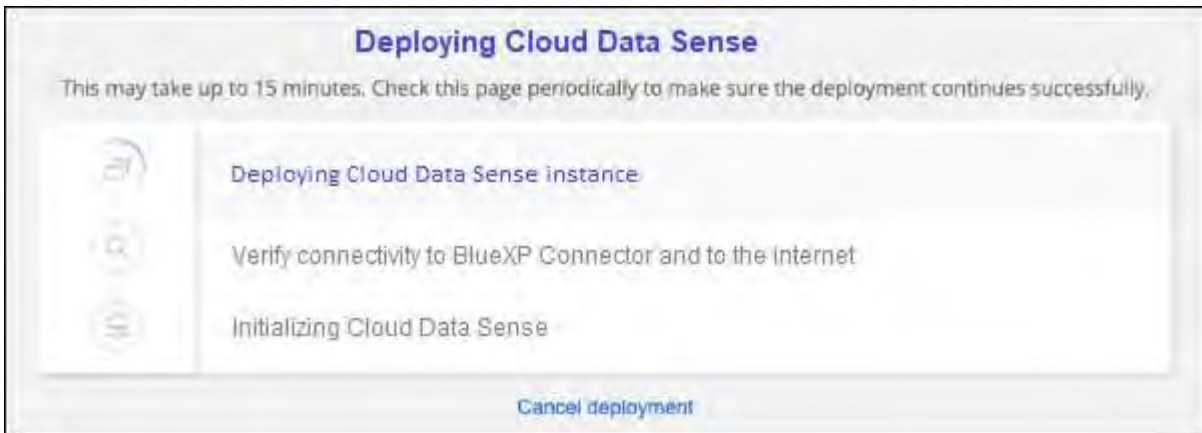 Deploying Cloud Data Sense
This may take up to 15 minutes. Check this page periodically to make sure the deployment continues successfully.
Deploying Cloud Data Sense instance
Verify connectivity to BlueXP Connector and to the internet
Initializing Cloud Data Sense
Cancel deployment